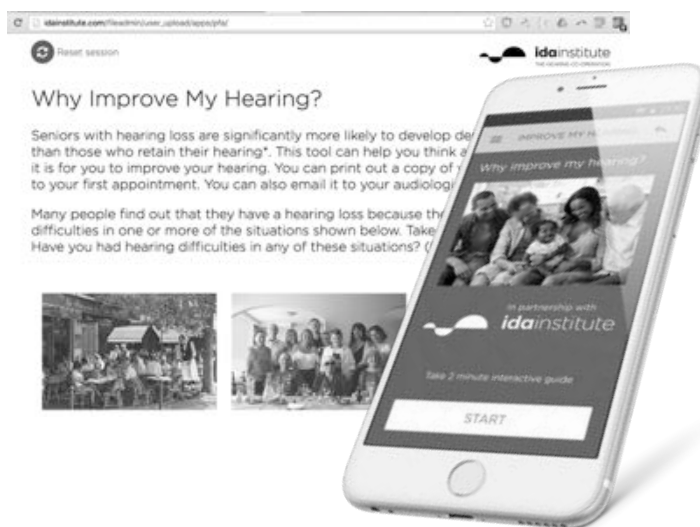 idainstitute.com/fileadmin/user_upload/apps/pfa/
Reset session
idainstitute
THE HEARING CO-OPERATION
Why Improve My Hearing?
Seniors with hearing loss are significantly more likely to develop
than those who retain their hearing*. This tool can help you think
it is for you to improve your hearing. You can print out a copy of
to your first appointment. You can also email it to your
Many people find out that they have a hearing loss because
difficulties in one or more of the situations shown below. Take
Have you had hearing difficulties in any of these situations?
IMPROVE MY HEARING
Why improve my hearing?
In partnership with
idainstitute
Take 2 minute interactive guide
START